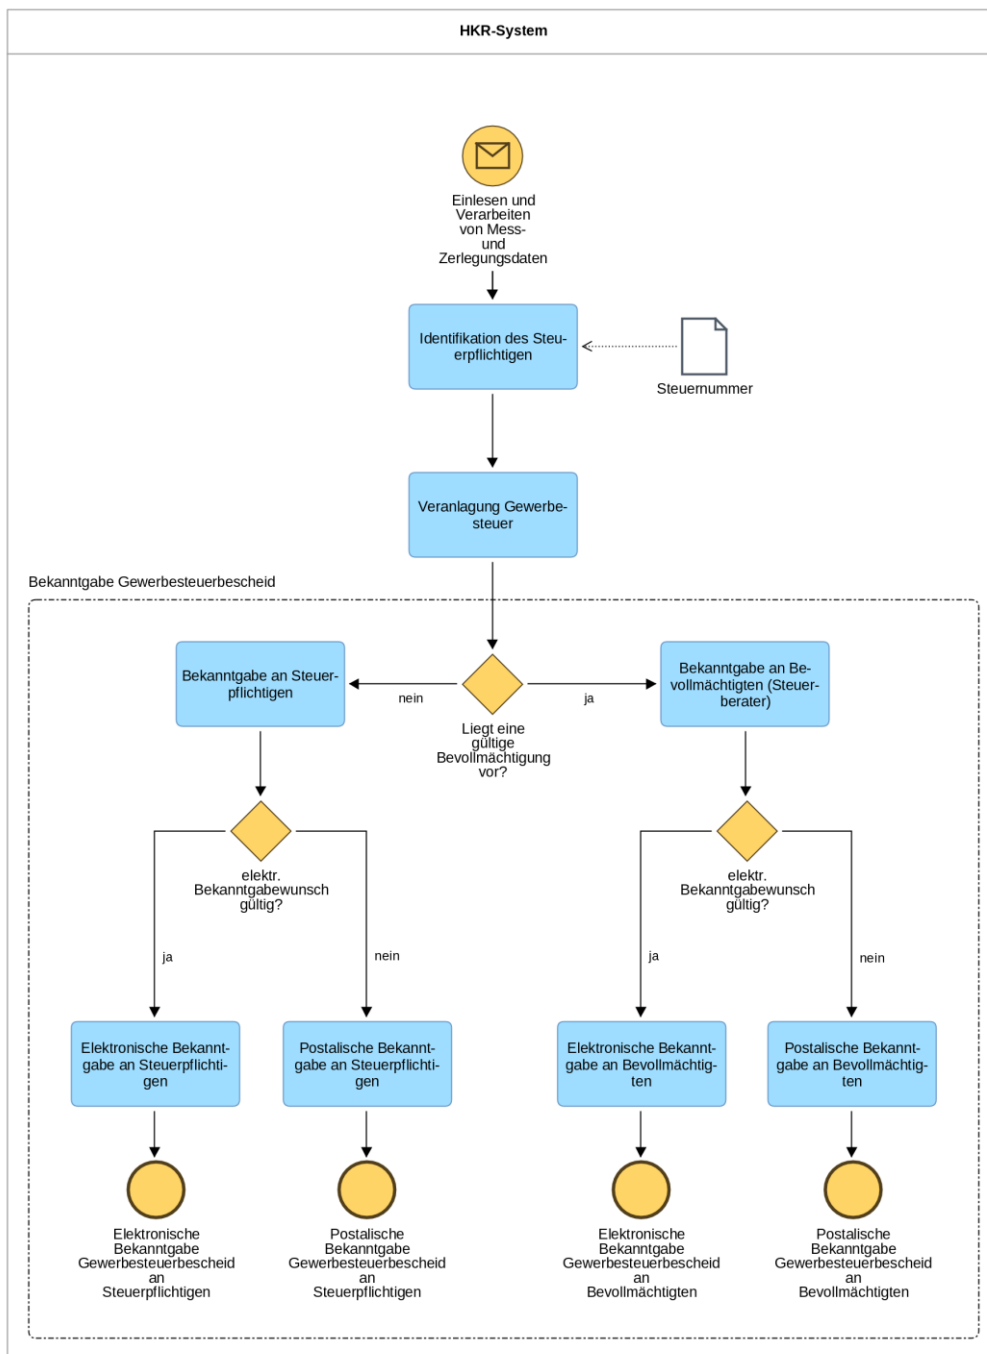 HKR-System
Einlesen und
Verarbeiten
von Mess-
und
Zerlegungsdaten
Identifikation des Steu-
erpflichtigen
Steuernummer
Veranlagung Gewerbe-
steuer
Bekanntgabe Gewerbesteuerbescheid
Bekanntgabe an Steuer-
pflichtigen
nein
ja
Bekanntgabe an Be-
vollmächtigten (Steuer-
berater)
Liegt eine
gültige
Bevollmächtigung
vor?
elektr.
Bekanntgabewunsch
gültig?
elektr.
Bekanntgabewunsch
gültig?
ja
nein
ja
nein
Elektronische Bekannt-
gabe an Steuerpflichti-
gen
Postalische Bekannt-
gabe an Steuerpflichti-
gen
Elektronische Bekannt-
gabe an Bevollmächtig-
ten
Postalische Bekannt-
gabe an Bevollmächtig-
ten
Elektronische
Bekanntgabe
Gewerbesteuerbescheid
an
Steuerpflichtigen
Postalische
Bekanntgabe
Gewerbesteuerbescheid
an
Steuerpflichtigen
Elektronische
Bekanntgabe
Gewerbesteuerbescheid
an
Bevollmächtigten
Postalische
Bekanntgabe
Gewerbesteuerbescheid
an
Bevollmächtigten